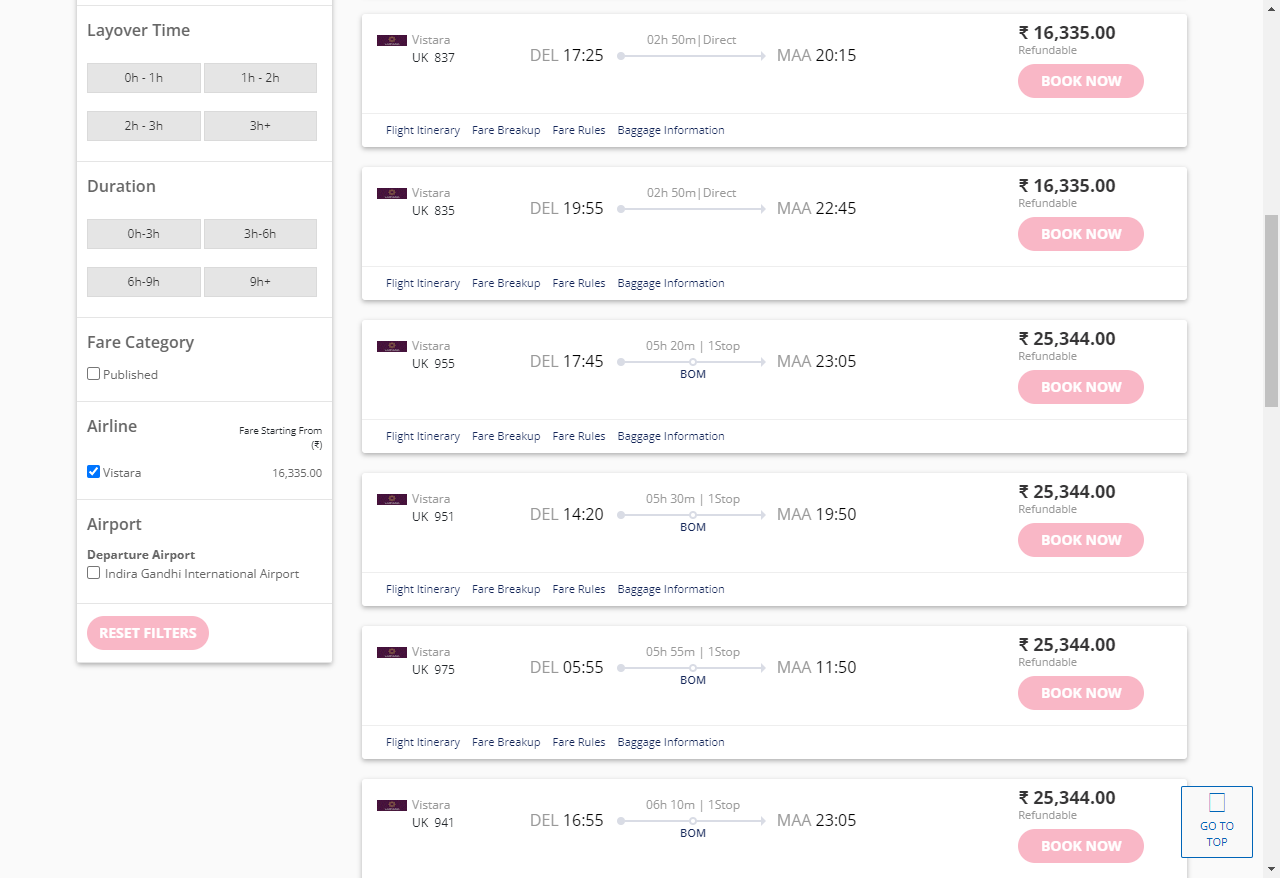 Layover Time
0h - 1h
1h - 2h
2h - 3h
3h+
Duration
0h-3h
3h-6h
6h-9h
9h+
Fare Category
Published
Airline
Fare Starting From
(₹)
Vistara
16,335.00
Airport
Departure Airport
Indira Gandhi International Airport
RESET FILTERS
Vistara
UK 837
DEL 17:25
02h 50m|Direct
MAA 20:15
₹ 16,335.00
Refundable
BOOK NOW
Flight Itinerary Fare Breakup Fare Rules Baggage Information
Vistara
UK 835
DEL 19:55
02h 50m|Direct
MAA 22:45
₹ 16,335.00
Refundable
BOOK NOW
Flight Itinerary Fare Breakup Fare Rules Baggage Information
Vistara
UK 955
DEL 17:45
05h 20m | 1Stop
BOM
MAA 23:05
₹ 25,344.00
Refundable
BOOK NOW
Flight Itinerary Fare Breakup Fare Rules Baggage Information
Vistara
UK 951
DEL 14:20
05h 30m | 1Stop
BOM
MAA 19:50
₹ 25,344.00
Refundable
BOOK NOW
Flight Itinerary Fare Breakup Fare Rules Baggage Information
Vistara
UK 975
DEL 05:55
05h 55m | 1Stop
BOM
MAA 11:50
₹ 25,344.00
Refundable
BOOK NOW
Flight Itinerary Fare Breakup Fare Rules Baggage Information
Vistara
UK 941
DEL 16:55
06h 10m | 1Stop
BOM
MAA 23:05
₹ 25,344.00
Refundable
BOOK NOW
GO TO
TOP